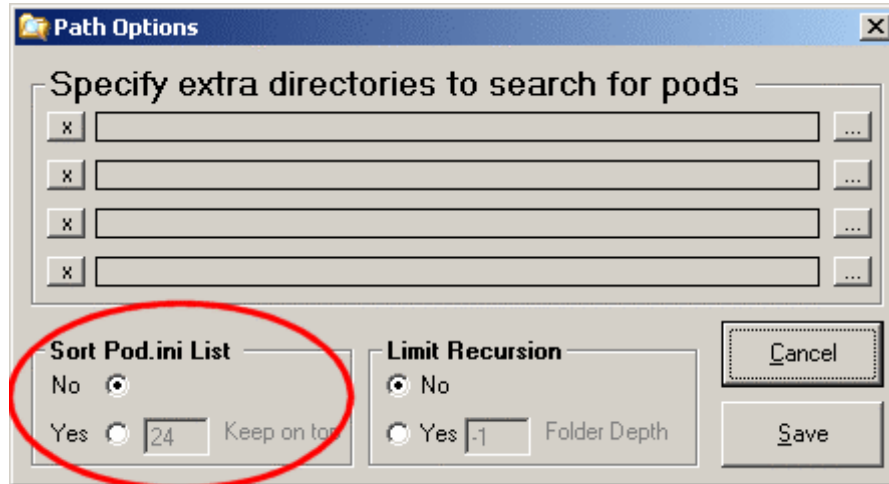 Path Options
Specify extra directories to search for pods
x ...
x ...
x ...
x ...
Sort Pod.ini List
No
Yes 24 Keep on top
Limit Recursion
No
Yes -1 Folder Depth
Cancel
Save